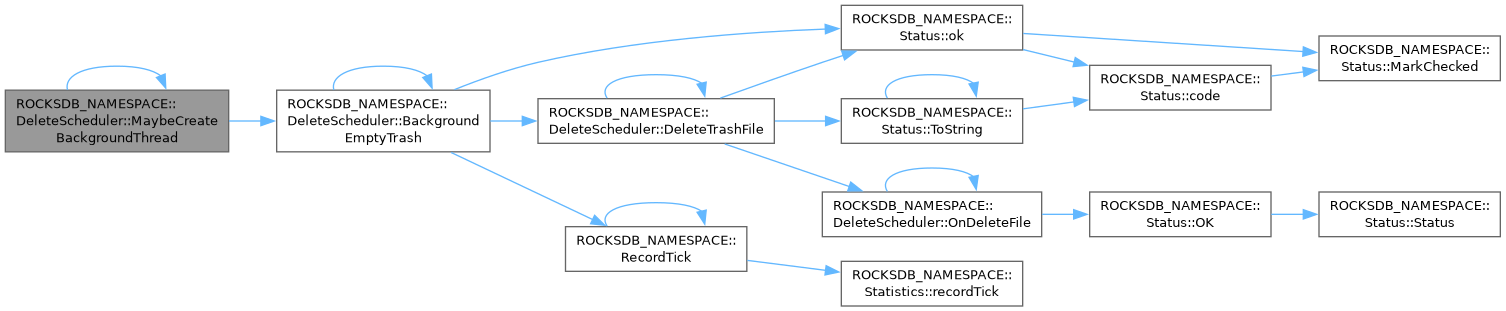 ROCKSDB_NAMESPACE::
DeleteScheduler::MaybeCreate
BackgroundThread
ROCKSDB_NAMESPACE::
DeleteScheduler::Background
EmptyTrash
ROCKSDB_NAMESPACE::
DeleteScheduler::DeleteTrashFile
ROCKSDB_NAMESPACE::
RecordTick
ROCKSDB_NAMESPACE::
Status::ok
ROCKSDB_NAMESPACE::
Status::ToString
ROCKSDB_NAMESPACE::
DeleteScheduler::OnDeleteFile
ROCKSDB_NAMESPACE::
Statistics::recordTick
ROCKSDB_NAMESPACE::
Status::code
ROCKSDB_NAMESPACE::
Status::OK
ROCKSDB_NAMESPACE::
Status::MarkChecked
ROCKSDB_NAMESPACE::
Status::Status